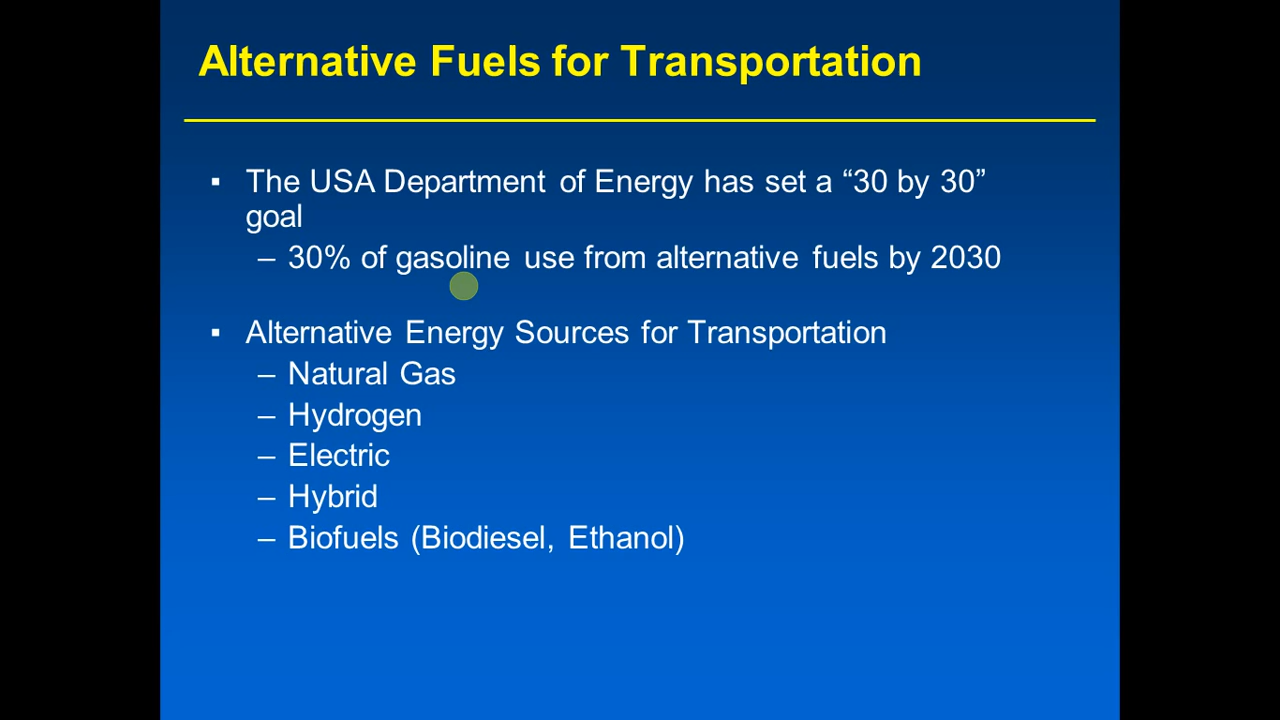 Alternative Fuels for Transportation
▪ The USA Department of Energy has set a “30 by 30”
goal
– 30% of gasoline use from alternative fuels by 2030
▪ Alternative Energy Sources for Transportation
– Natural Gas
– Hydrogen
– Electric
– Hybrid
– Biofuels (Biodiesel, Ethanol)